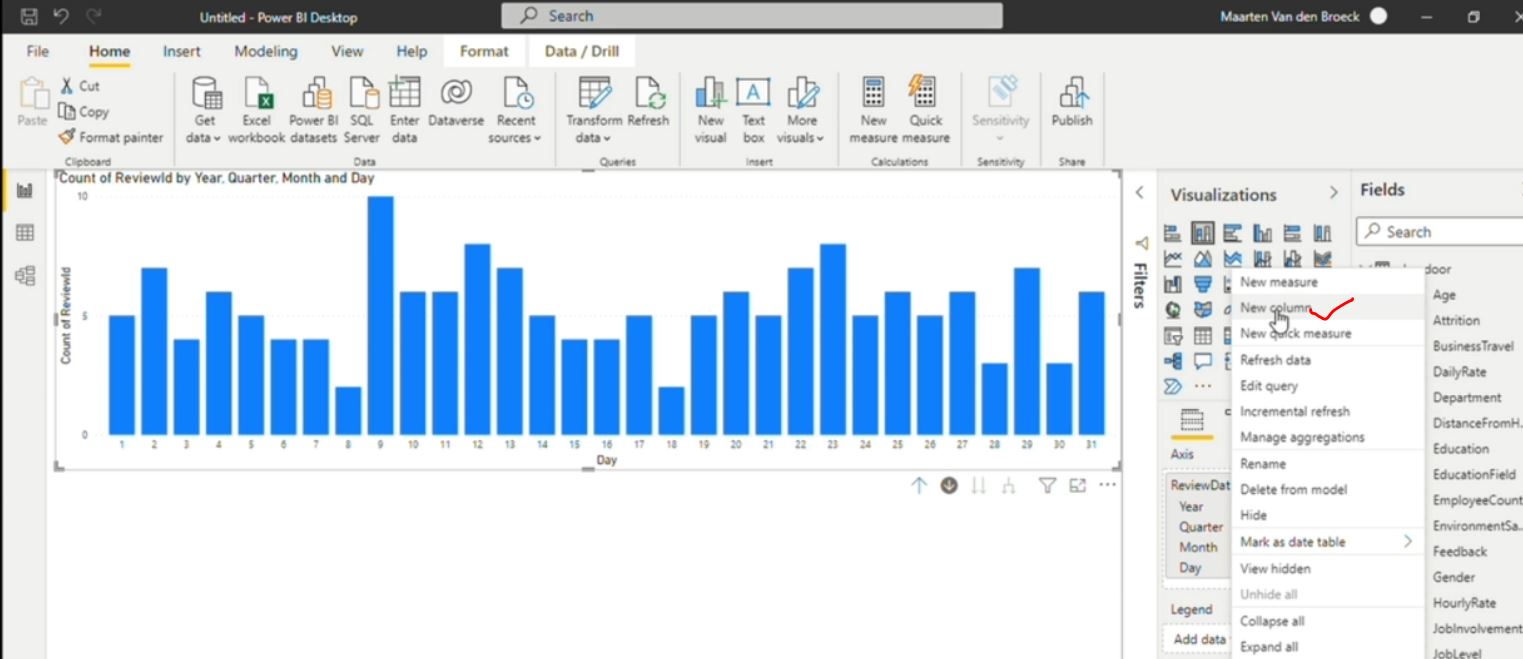 Untitled - Power BI Desktop
Search
Maarten Van den Broeck
File Home Insert Modeling View Help Format Data / Drill
Paste
Cut
Copy
Format painter
Clipboard
Get data
Excel workbook
Power BI datasets
SQL Server
Enter data
Dataverse
Recent sources
Data
Transform data
Refresh
Queries
New visual
Text box
More visuals
Insert
New measure
Quick measure
Calculations
Sensitivity
Sensitivity
Publish
Share
Count of ReviewId by Year, Quarter, Month and Day
Count of ReviewId
10
5
0
1 2 3 4 5 6 7 8 9 10 11 12 13 14 15 16 17 18 19 20 21 22 23 24 25 26 27 28 29 30 31
Day
Filters
Visualizations
Axis
ReviewDat
Year
Quarter
Month
Day
Legend
Add data
New measure
New column
New quick measure
Refresh data
Edit query
Incremental refresh
Manage aggregations
Rename
Delete from model
Hide
Mark as date table
View hidden
Unhide all
Collapse all
Expand all
Fields
Search
door
Age
Attrition
BusinessTravel
DailyRate
Department
DistanceFromH...
Education
EducationField
EmployeeCount
EnvironmentSa...
Feedback
Gender
HourlyRate
JobInvolvement
JobLevel